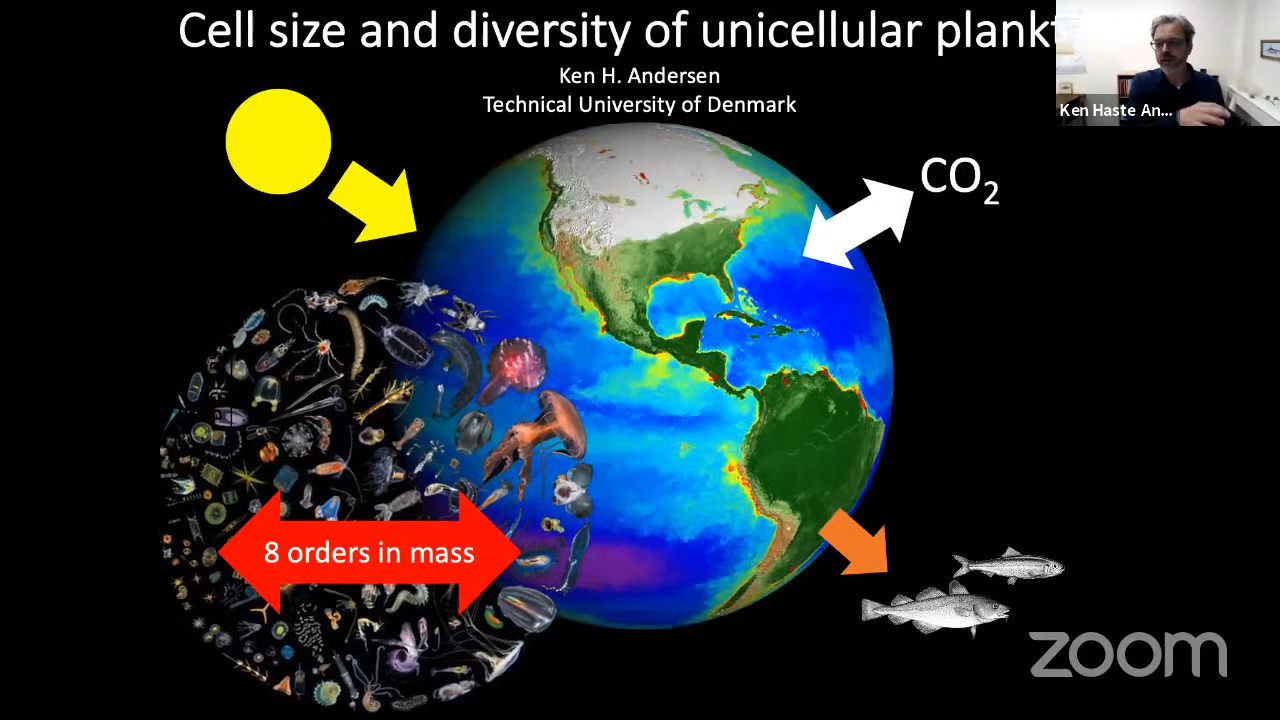 Cell size and diversity of unicellular plankt
Ken H. Andersen
Technical University of Denmark
Ken Haste An...
CO₂
8 orders in mass
zoom